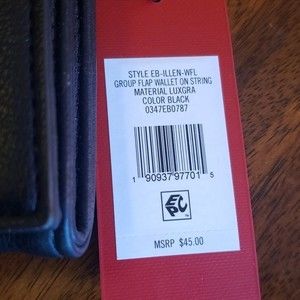 STYLE EB-ILLEN-WFL
GROUP FLAP WALLET ON STRING
MATERIAL LUXGRA
COLOR BLACK
0347EB0787
1 90937 97701 5
MSRP $45.00